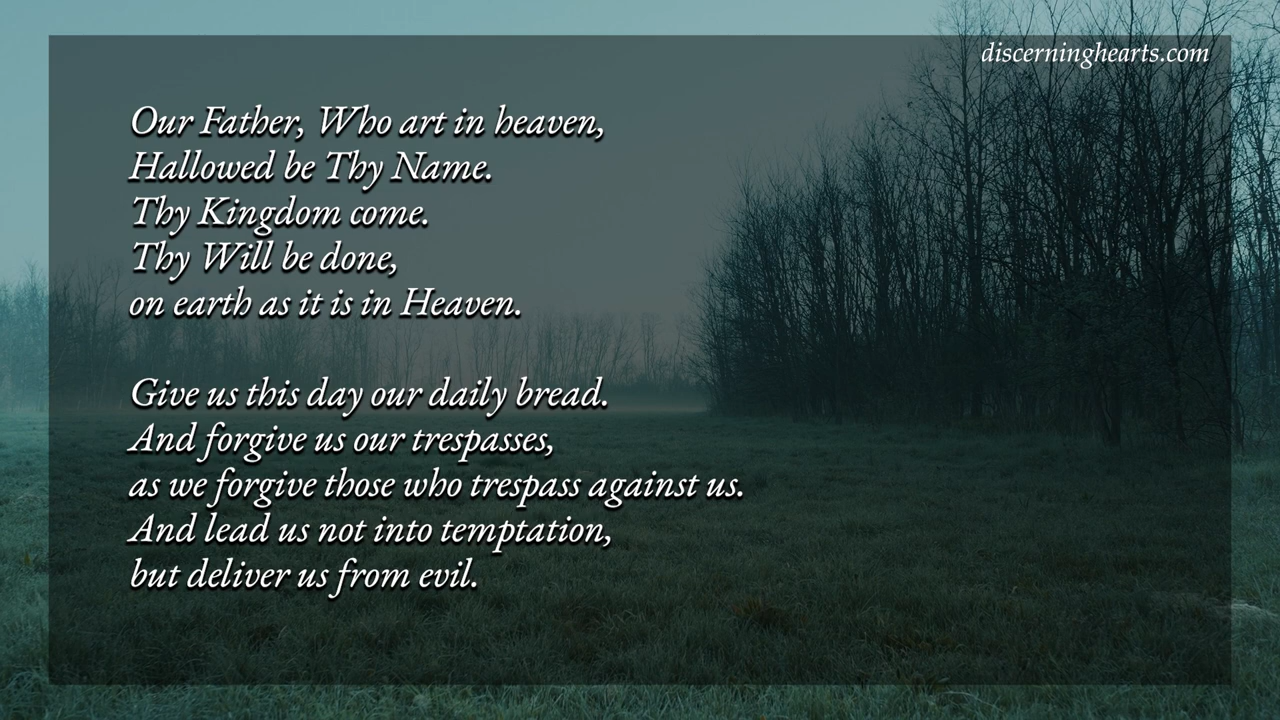 discerninghearts.com
Our Father, Who art in heaven,
Hallowed be Thy Name.
Thy Kingdom come.
Thy Will be done,
on earth as it is in Heaven.
Give us this day our daily bread.
And forgive us our trespasses,
as we forgive those who trespass against us.
And lead us not into temptation,
but deliver us from evil.